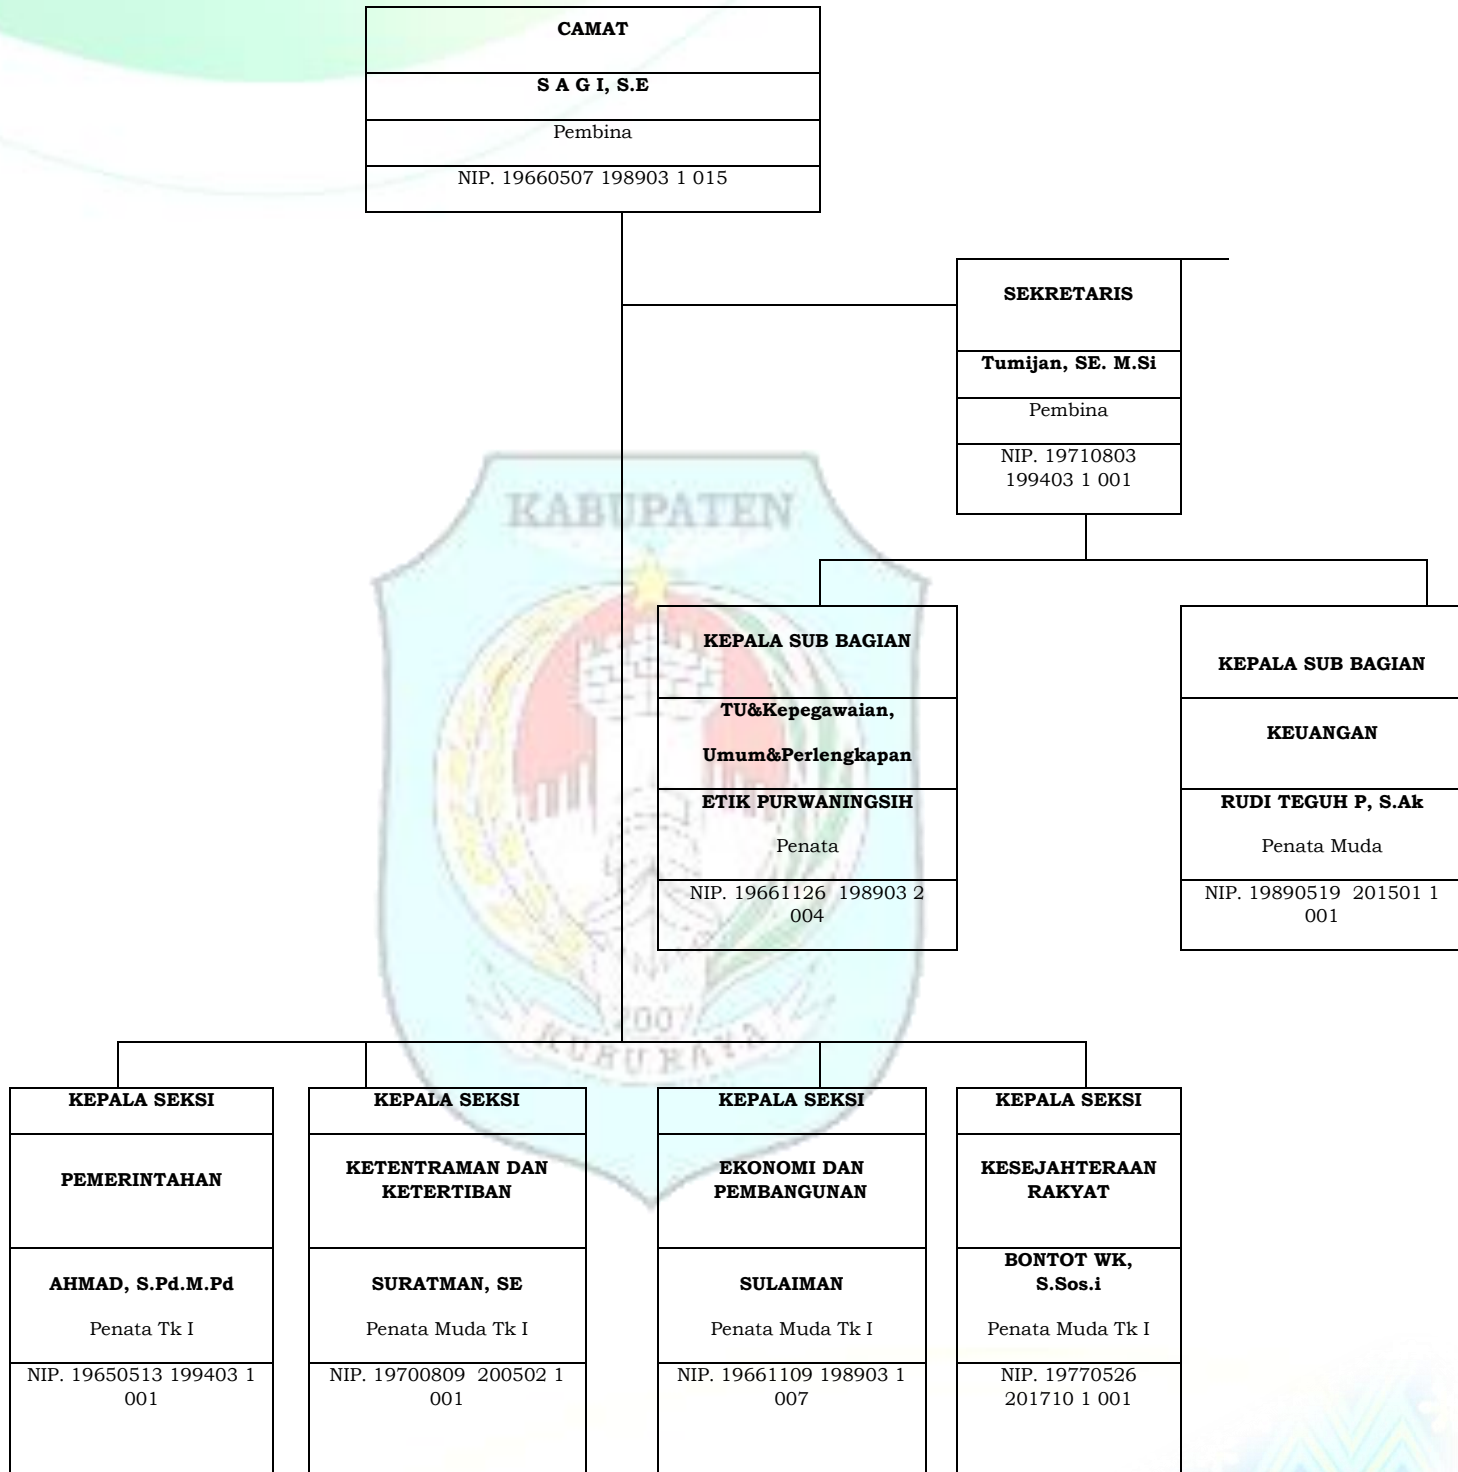 CAMAT
S A G I, S.E
Pembina
NIP. 19660507 198903 1 015
SEKRETARIS
Tumijan, SE. M.Si
Pembina
NIP. 19710803
199403 1 001
KABUPATEN
KEPALA SUB BAGIAN
TU&Kepegawaian,
Umum&Perlengkapan
ETIK PURWANINGSIH
Penata
NIP. 19661126  198903 2
004
KEPALA SUB BAGIAN
KEUANGAN
RUDI TEGUH P, S.Ak
Penata Muda
NIP. 19890519  201501 1
001
2007
KUBU RAYA
KEPALA SEKSI
PEMERINTAHAN
AHMAD, S.Pd.M.Pd
Penata Tk I
NIP. 19650513 199403 1
001
KEPALA SEKSI
KETENTRAMAN DAN
KETERTIBAN
SURATMAN, SE
Penata Muda Tk I
NIP. 19700809  200502 1
001
KEPALA SEKSI
EKONOMI DAN
PEMBANGUNAN
SULAIMAN
Penata Muda Tk I
NIP. 19661109 198903 1
007
KEPALA SEKSI
KESEJAHTERAAN
RAKYAT
BONTOT WK,
S.Sos.i
Penata Muda Tk I
NIP. 19770526
201710 1 001